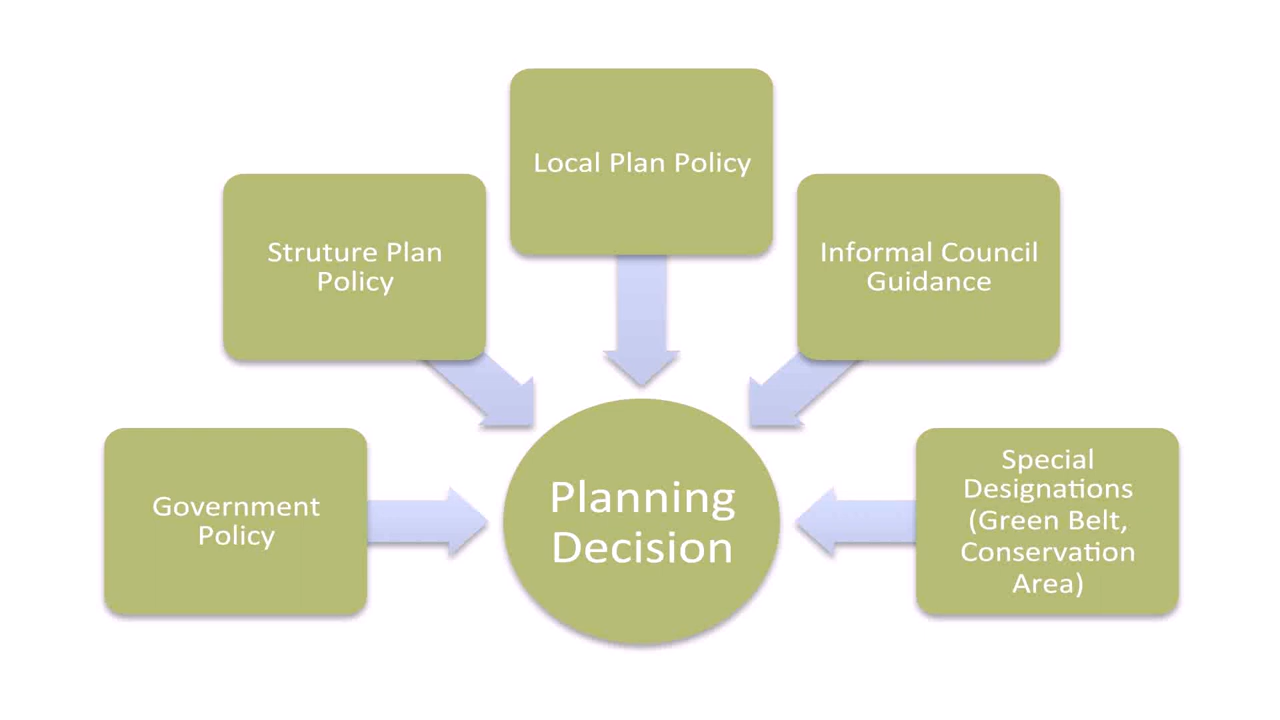 Local Plan Policy
Struture Plan
Policy
Informal Council
Guidance
Government
Policy
Planning
Decision
Special
Designations
(Green Belt,
Conservation
Area)